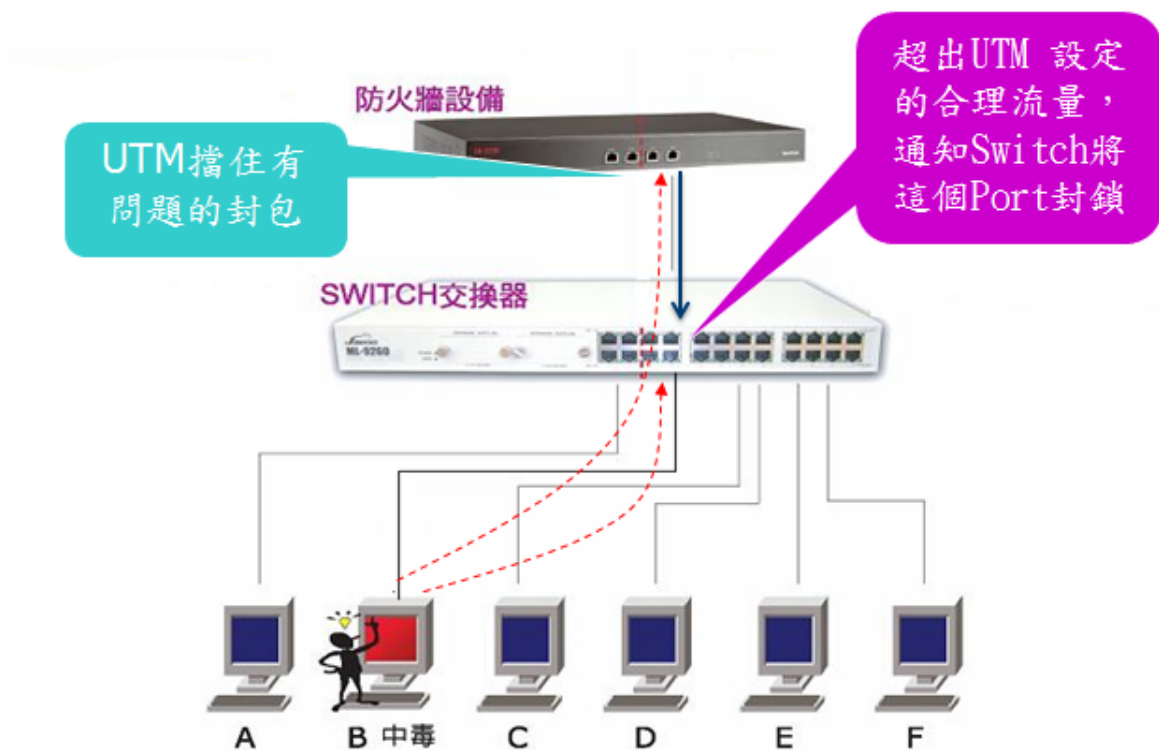 超出UTM 設定
的合理流量，
通知Switch將
這個Port封鎖
防火牆設備
UTM擋住有
問題的封包
SWITCH交換器
ML-9260
A
B 中毒
C
D
E
F